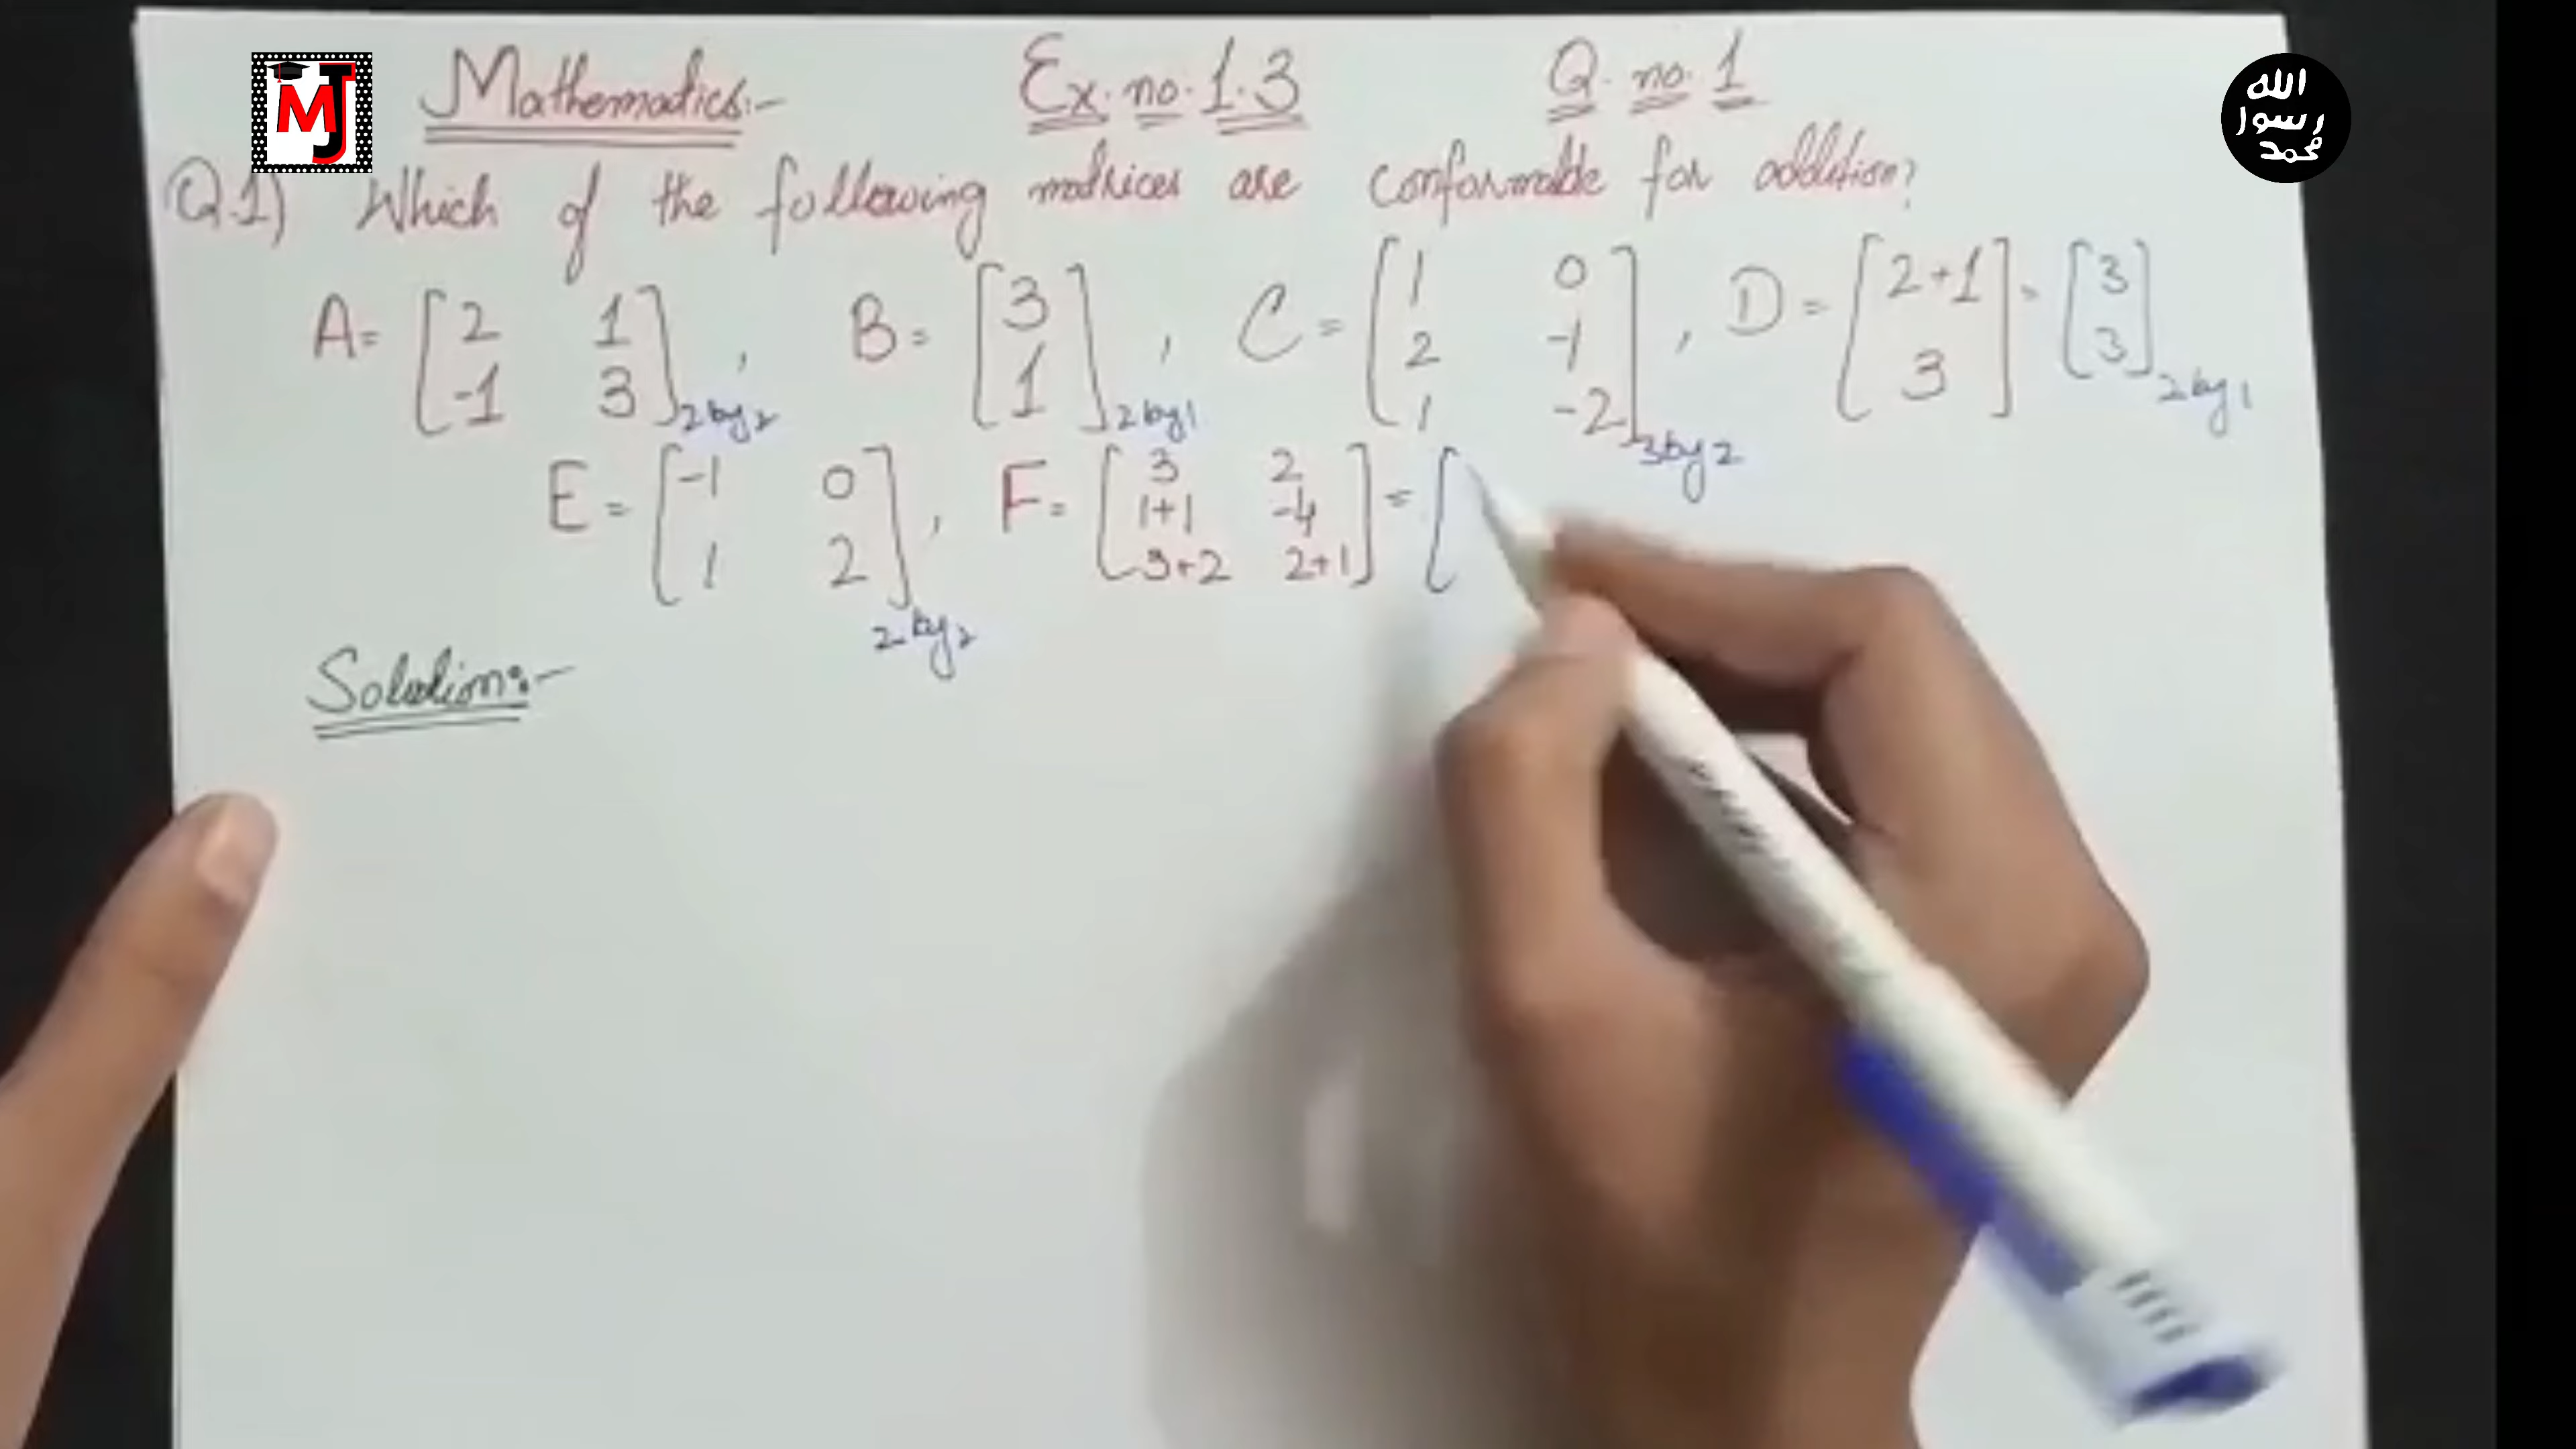 MJ
Mathematics:-   Ex. no. 1.3   Q. no. 1
الله
رسول
محمد
Q.1) Which of the following matrices are conformable for addition?
A = [2 1; -1 3] 2 by 2 , B = [3; 1] 2 by 1 , C = [1 0; 2 -1; 1 -2] 3 by 2 , D = [2+1; 3] = [3; 3] 2 by 1
E = [-1 0; 1 2] 2 by 2 , F = [3 2; 1+1 -4; 3+2 2+1] = [
Solution:-